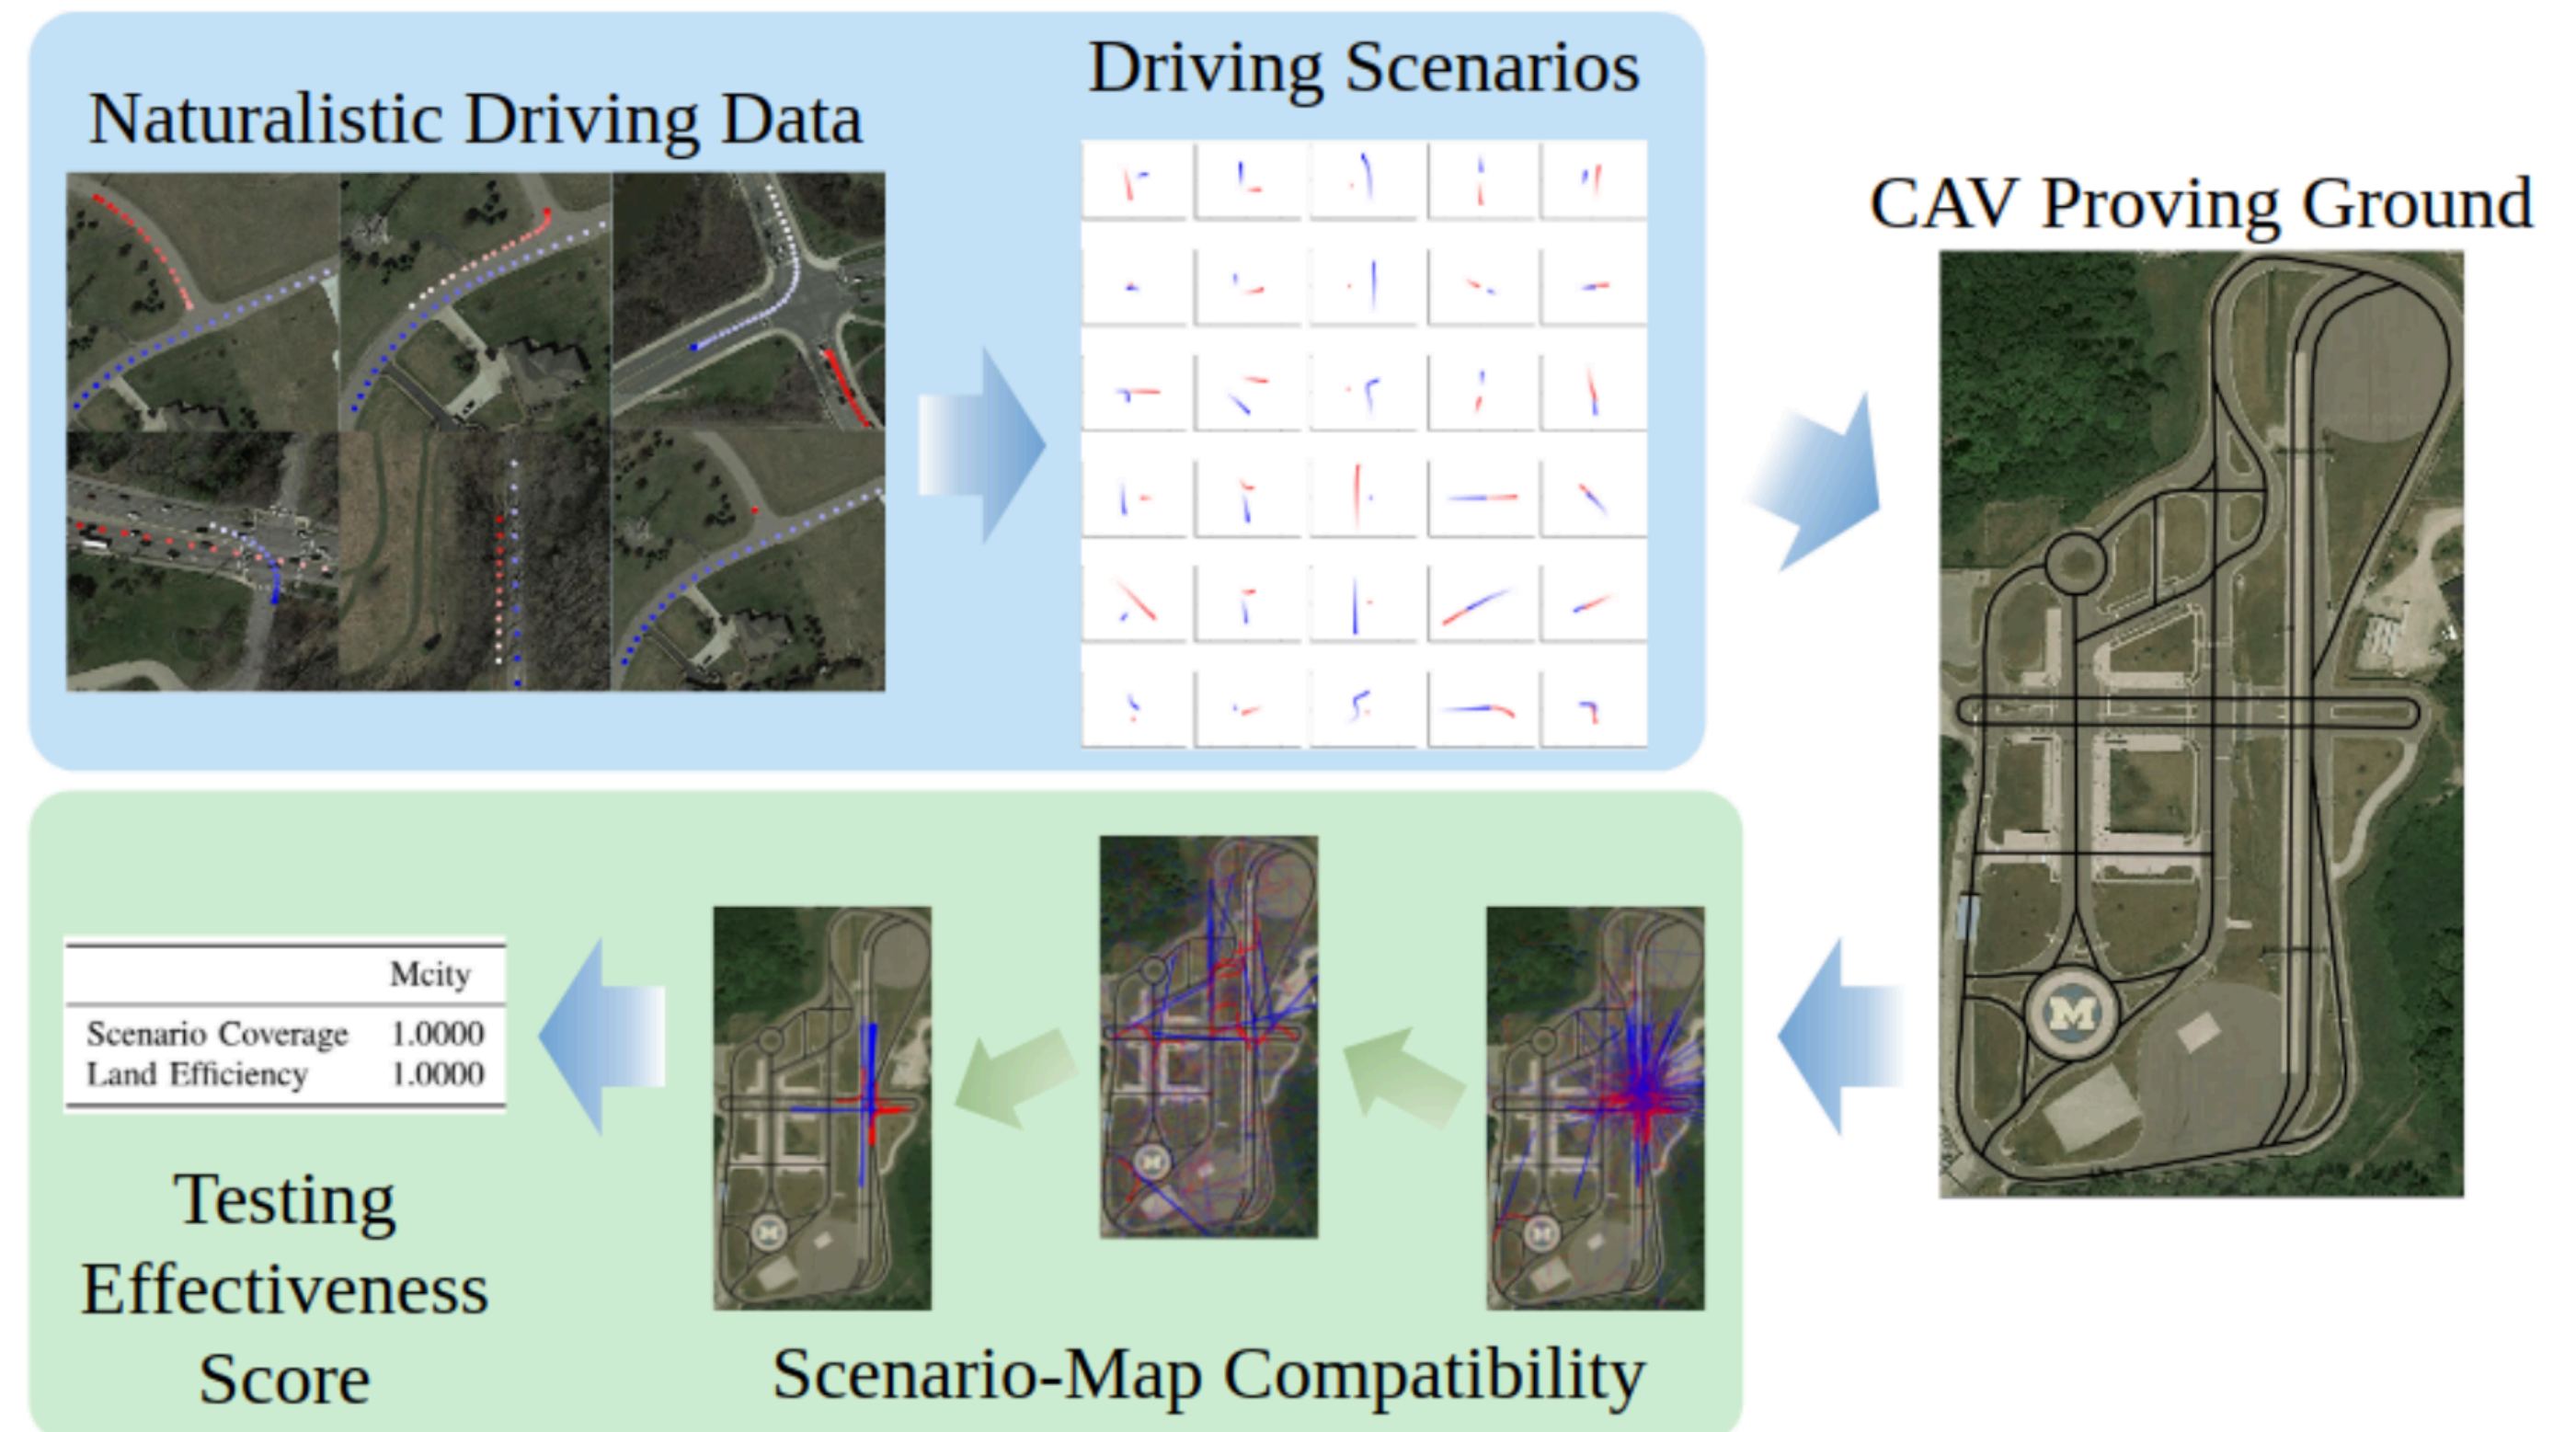 Naturalistic Driving Data
Driving Scenarios
CAV Proving Ground
M
Mcity
Scenario Coverage 1.0000
Land Efficiency 1.0000
Testing
Effectiveness
Score
M
M
M
Scenario-Map Compatibility